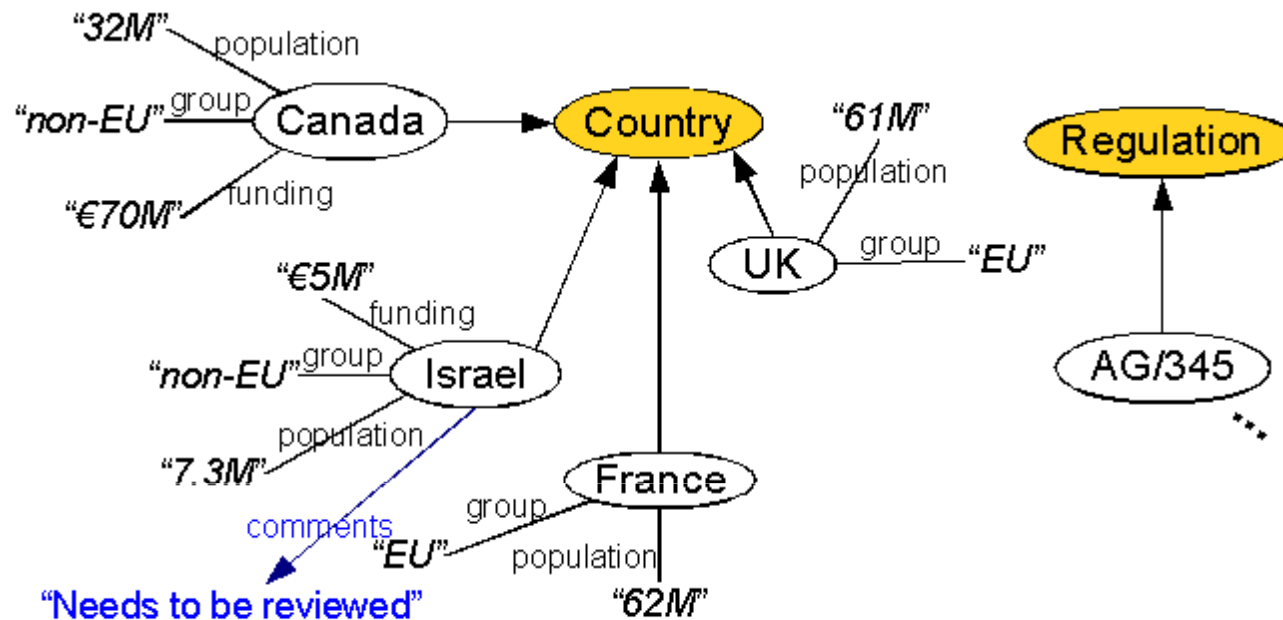 “32M”
population
“non-EU”
group
Canada
Country
“61M”
Regulation
population
funding
“€70M”
UK
group
“EU”
“€5M”
funding
“non-EU”
group
Israel
AG/345
...
population
“7.3M”
France
group
comments
“EU”
population
“Needs to be reviewed”
“62M”